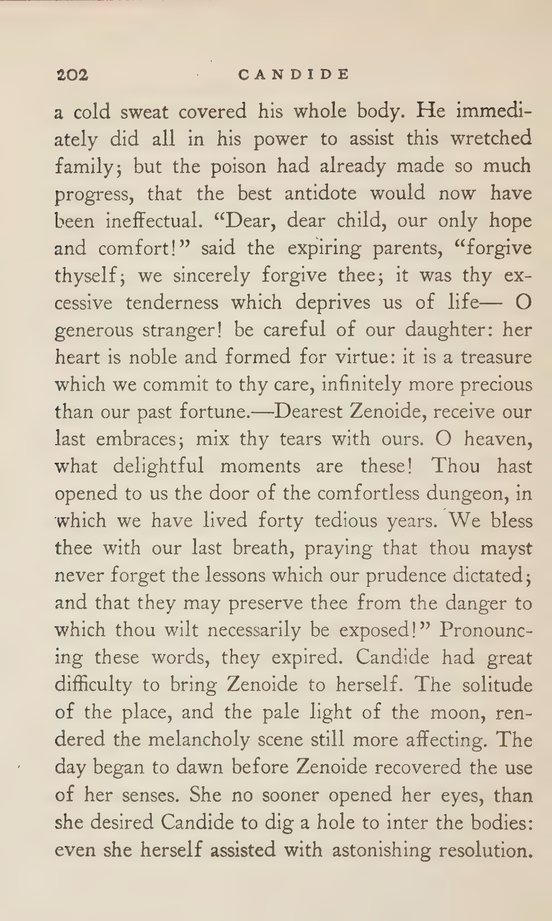 202
CANDIDE
a cold sweat covered his whole body. He immedi-
ately did all in his power to assist this wretched
family; but the poison had already made so much
progress, that the best antidote would now have
been ineffectual. “Dear, dear child, our only hope
and comfort!” said the expiring parents, “forgive
thyself; we sincerely forgive thee; it was thy ex-
cessive tenderness which deprives us of life— O
generous stranger! be careful of our daughter: her
heart is noble and formed for virtue: it is a treasure
which we commit to thy care, infinitely more precious
than our past fortune.—Dearest Zenoide, receive our
last embraces; mix thy tears with ours. O heaven,
what delightful moments are these! Thou hast
opened to us the door of the comfortless dungeon, in
which we have lived forty tedious years. We bless
thee with our last breath, praying that thou mayst
never forget the lessons which our prudence dictated;
and that they may preserve thee from the danger to
which thou wilt necessarily be exposed!” Pronounc-
ing these words, they expired. Candide had great
difficulty to bring Zenoide to herself. The solitude
of the place, and the pale light of the moon, ren-
dered the melancholy scene still more affecting. The
day began to dawn before Zenoide recovered the use
of her senses. She no sooner opened her eyes, than
she desired Candide to dig a hole to inter the bodies:
even she herself assisted with astonishing resolution.